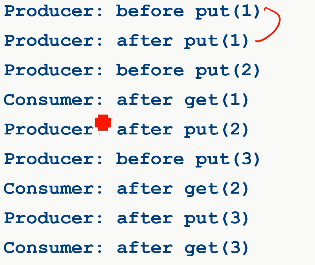 Producer: before put(1)
Producer: after put(1)
Producer: before put(2)
Consumer: after get(1)
Producer after put(2)
Producer: before put(3)
Consumer: after get(2)
Producer: after put(3)
Consumer: after get(3)